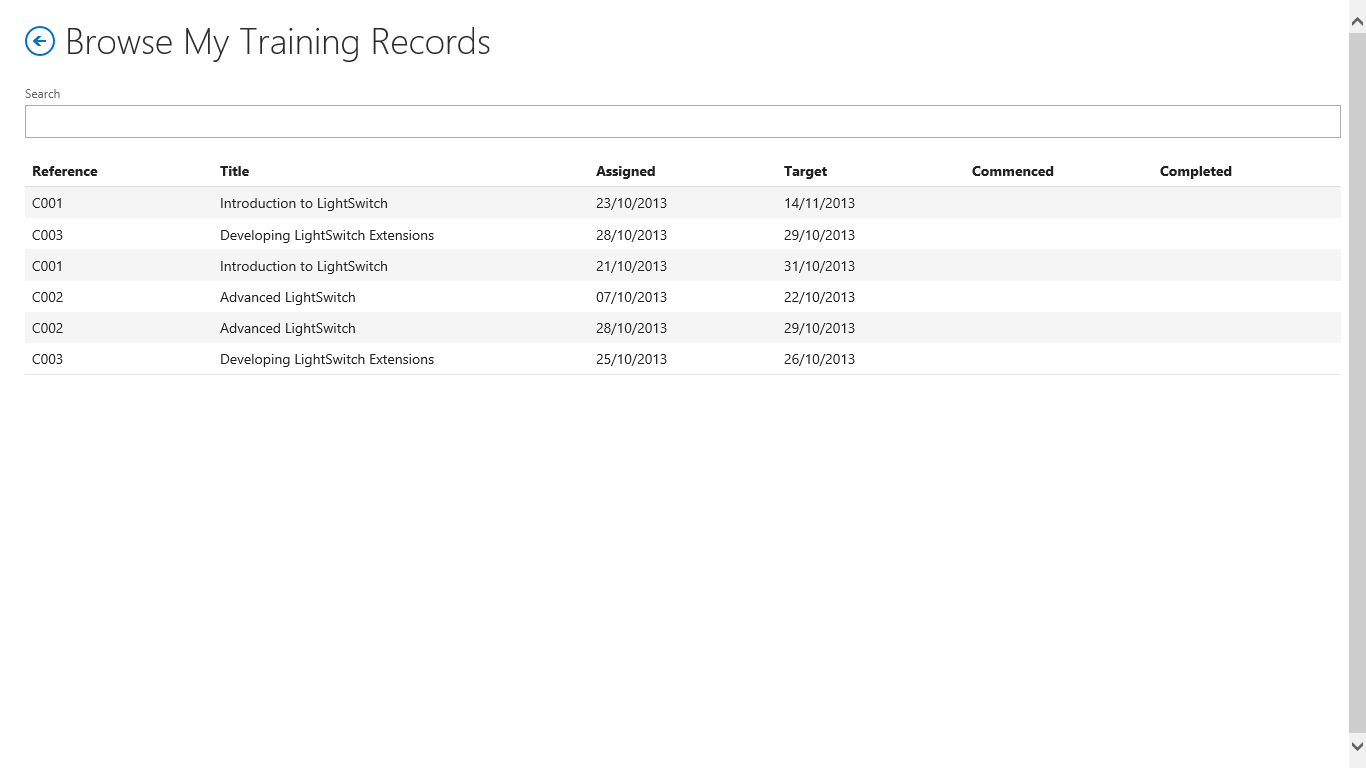 Browse My Training Records
Search
Reference Title Assigned Target Commenced Completed
C001 Introduction to LightSwitch 23/10/2013 14/11/2013
C003 Developing LightSwitch Extensions 28/10/2013 29/10/2013
C001 Introduction to LightSwitch 21/10/2013 31/10/2013
C002 Advanced LightSwitch 07/10/2013 22/10/2013
C002 Advanced LightSwitch 28/10/2013 29/10/2013
C003 Developing LightSwitch Extensions 25/10/2013 26/10/2013